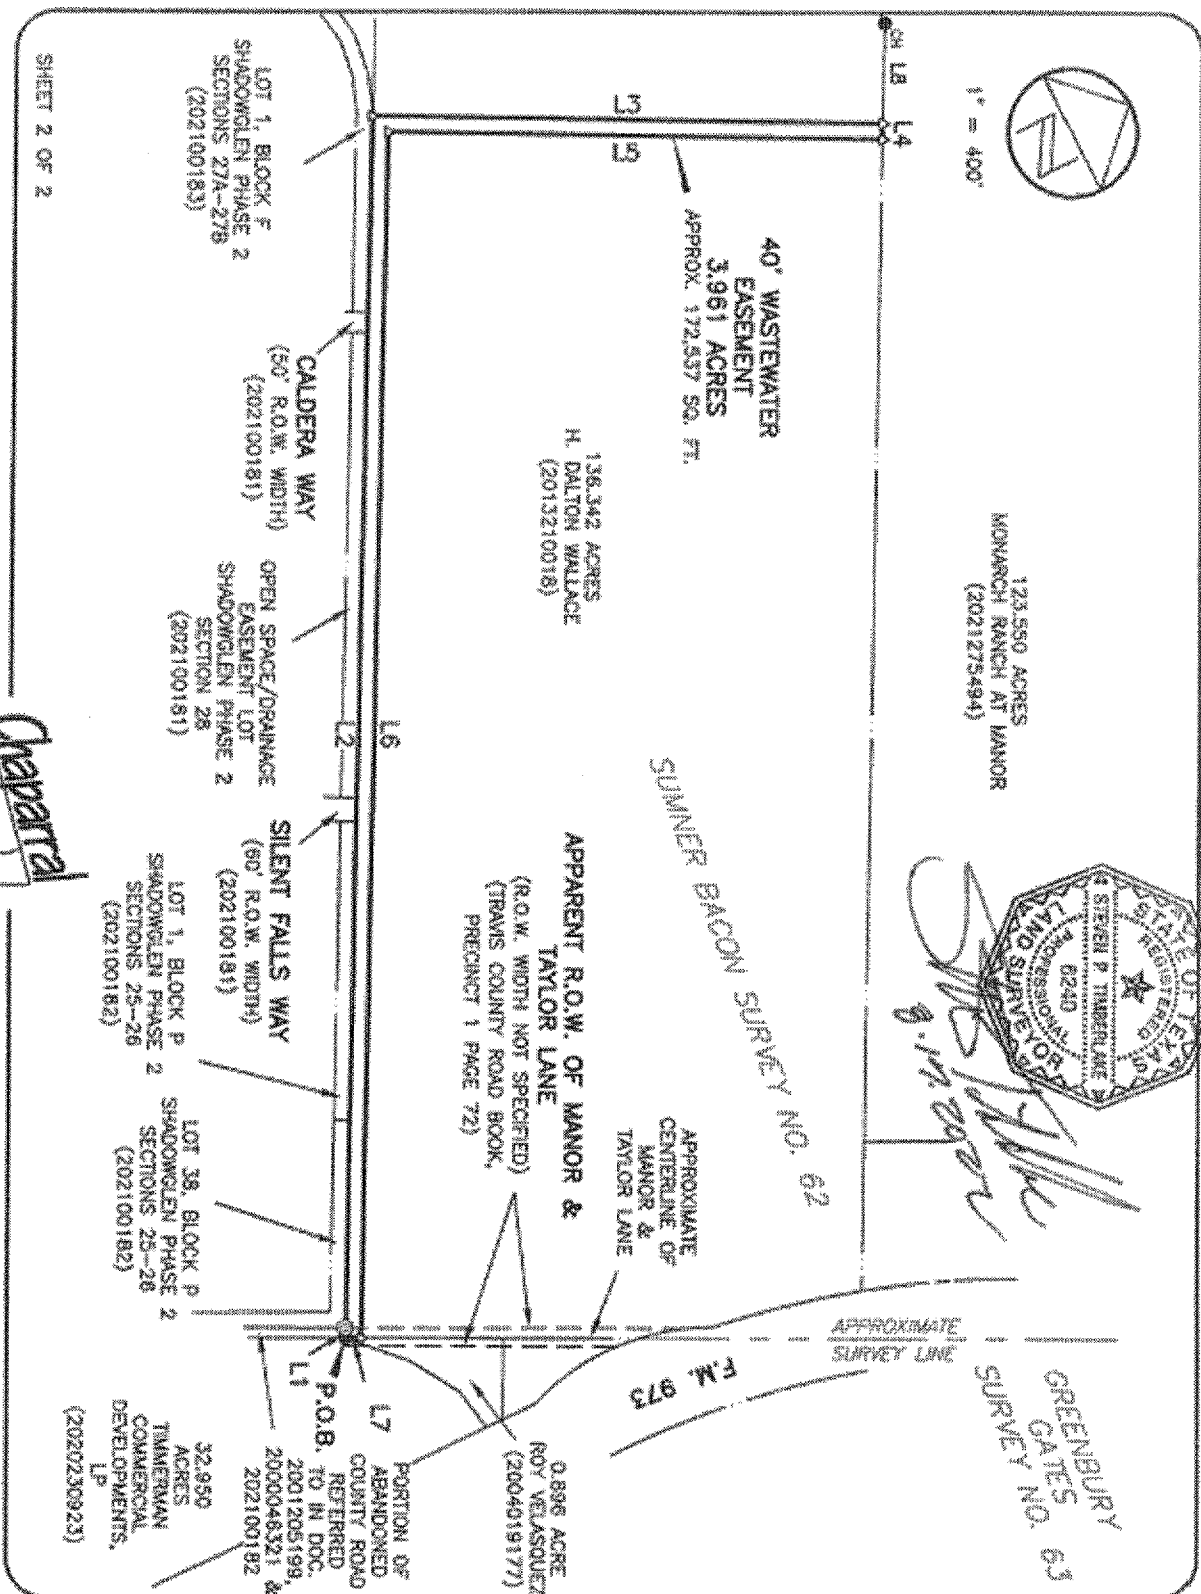 1" = 400'
123.550 ACRES
MONARCH RANCH AT MANOR
(2021275494)
STATE OF TEXAS
REGISTERED
STEVEN P. TIMBERLAKE
6240
PROFESSIONAL
LAND SURVEYOR
GREENBURY
GATES
SURVEY NO. 63
CH L8
L4
L3
L5
40' WASTEWATER
EASEMENT
3.961 ACRES
APPROX. 172,537 SQ. FT.
136.342 ACRES
H. DALTON WALLACE
(2013210018)
SUMNER BACON SURVEY NO. 62
APPROXIMATE
SURVEY LINE
F.M. 973
APPROXIMATE
CENTERLINE OF
MANOR &
TAYLOR LANE
APPARENT R.O.W. OF MANOR &
TAYLOR LANE
(R.O.W. WIDTH NOT SPECIFIED)
(TRAVIS COUNTY ROAD BOOK,
PRECINCT 1 PAGE 72)
0.896 ACRE
ROY VELASQUEZ
(2004019177)
L6
L2
L7
L1
P.O.B.
PORTION OF
ABANDONED
COUNTY ROAD
REFERRED
TO IN DOC.
2001205199,
2000046321 &
202100182
LOT 1, BLOCK F
SHADOWGLEN PHASE 2
SECTIONS 27A-27B
(202100183)
CALDERA WAY
(50' R.O.W. WIDTH)
(202100181)
OPEN SPACE/DRAINAGE
EASEMENT LOT
SHADOWGLEN PHASE 2
SECTION 28
(202100181)
SILENT FALLS WAY
(60' R.O.W. WIDTH)
(202100181)
LOT 1, BLOCK P
SHADOWGLEN PHASE 2
SECTIONS 25-26
(202100182)
LOT 38, BLOCK P
SHADOWGLEN PHASE 2
SECTIONS 25-26
(202100182)
32.950
ACRES
TIMMERMAN
COMMERCIAL
DEVELOPMENTS,
LP
(2020230923)
SHEET 2 OF 2
Chaparral